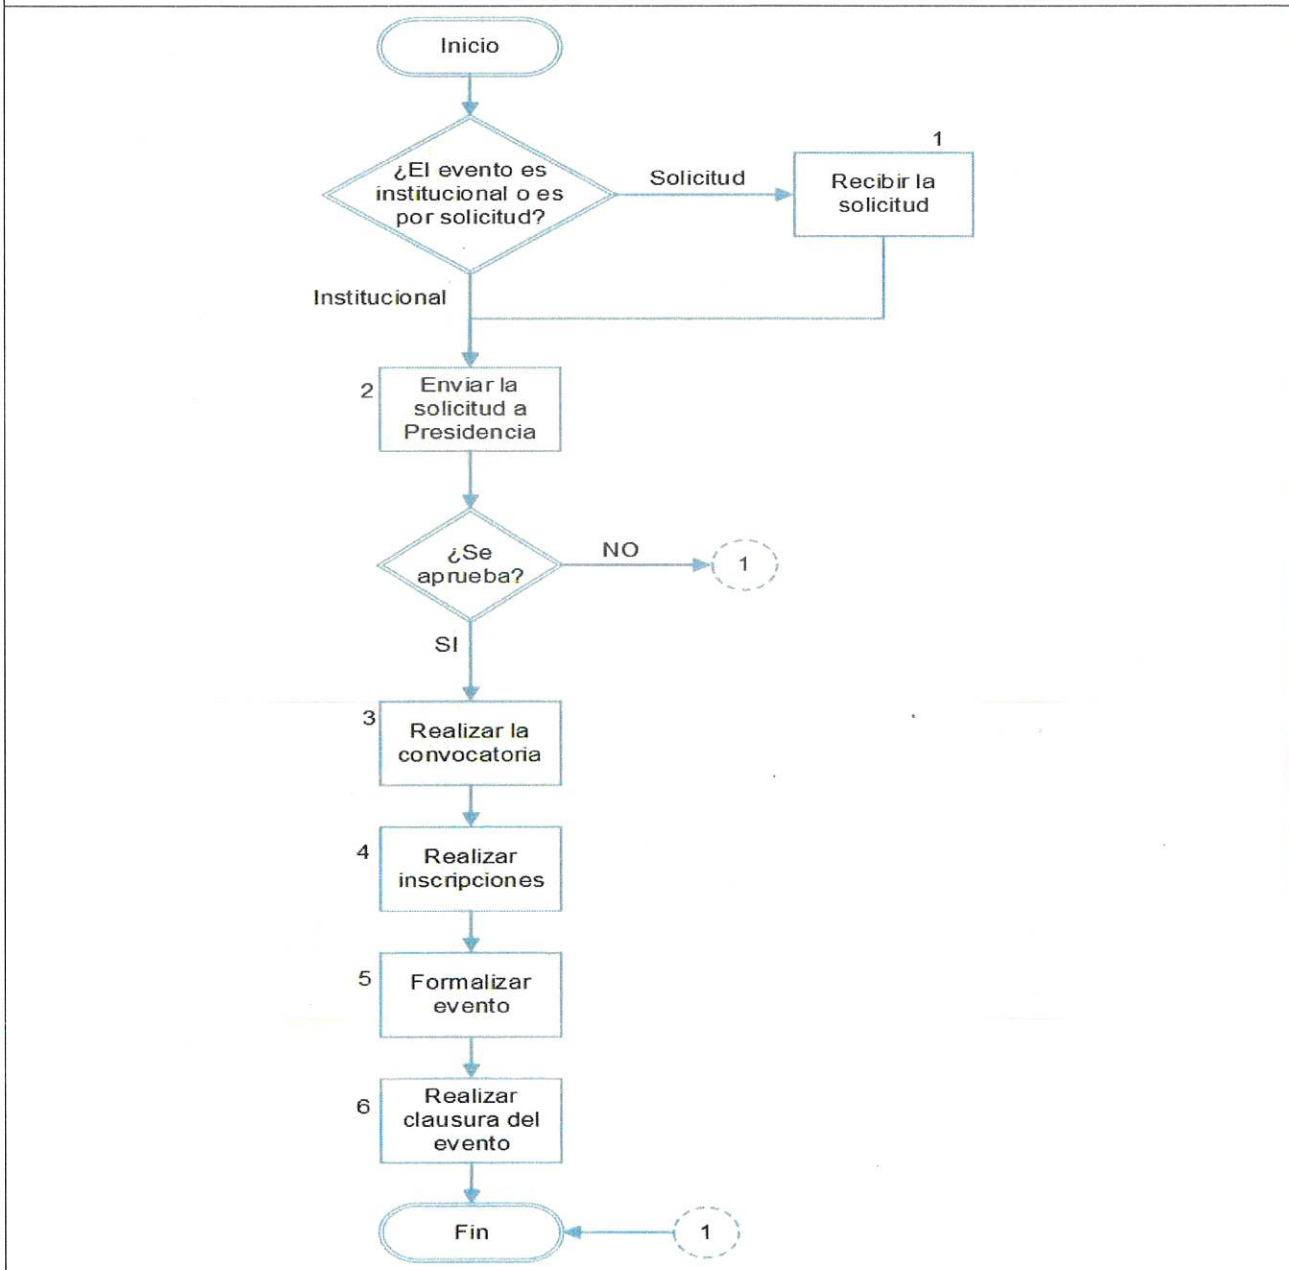 Inicio
¿El evento es
institucional o es
por solicitud?
Solicitud
1
Recibir la
solicitud
Institucional
2
Enviar la
solicitud a
Presidencia
¿Se
aprueba?
NO
1
SI
3
Realizar la
convocatoria
4
Realizar
inscripciones
5
Formalizar
evento
6
Realizar
clausura del
evento
Fin
1